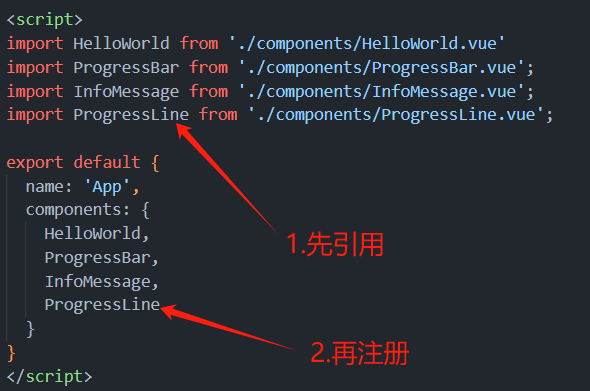 <script>
import HelloWorld from './components/HelloWorld.vue'
import ProgressBar from './components/ProgressBar.vue';
import InfoMessage from './components/InfoMessage.vue';
import ProgressLine from './components/ProgressLine.vue';
export default {
name: 'App',
components: {
HelloWorld,
1.先引用
ProgressBar,
InfoMessage,
ProgressLine
}
2.再注册
}
</script>